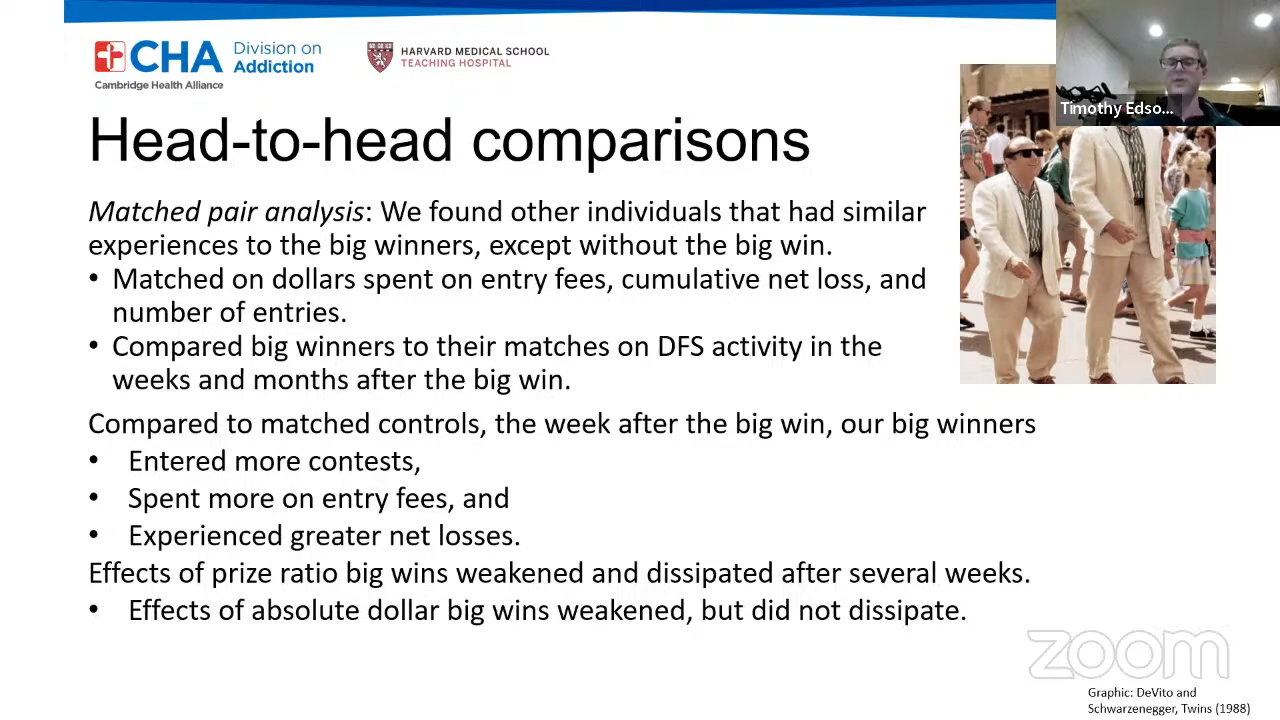 CHA
Division on
Addiction
Cambridge Health Alliance
HARVARD MEDICAL SCHOOL
TEACHING HOSPITAL
Timothy Edso...
Head-to-head comparisons
Matched pair analysis: We found other individuals that had similar
experiences to the big winners, except without the big win.
• Matched on dollars spent on entry fees, cumulative net loss, and
number of entries.
• Compared big winners to their matches on DFS activity in the
weeks and months after the big win.
Compared to matched controls, the week after the big win, our big winners
• Entered more contests,
• Spent more on entry fees, and
• Experienced greater net losses.
Effects of prize ratio big wins weakened and dissipated after several weeks.
• Effects of absolute dollar big wins weakened, but did not dissipate.
zoom
Graphic: DeVito and
Schwarzenegger, Twins (1988)